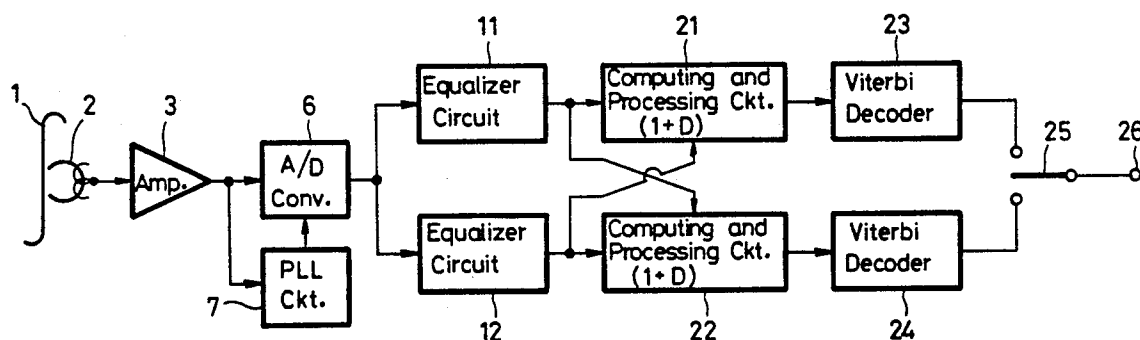 11
21
23
1
2
3
6
Equalizer
Circuit
Computing and
Processing Ckt.
(1+D)
Viterbi
Decoder
25
26
Amp.
A/D
Conv.
PLL
Ckt.
7
Equalizer
Circuit
Computing and
Processing Ckt.
(1+D)
Viterbi
Decoder
12
22
24